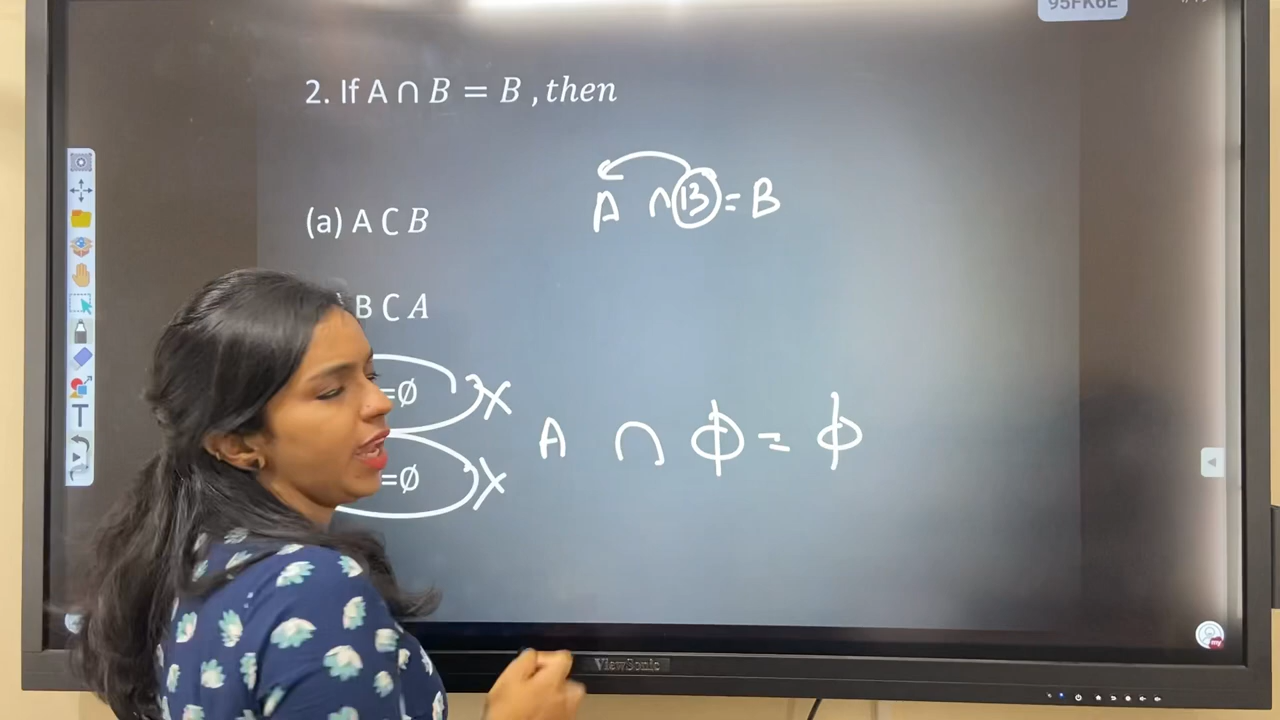 95FK6E
2. If A ∩ B = B , then
A ∩ B = B
(a) A ⊂ B
B ⊂ A
=∅ X
A ∩ ϕ = ϕ
=∅ X
T
ViewSonic